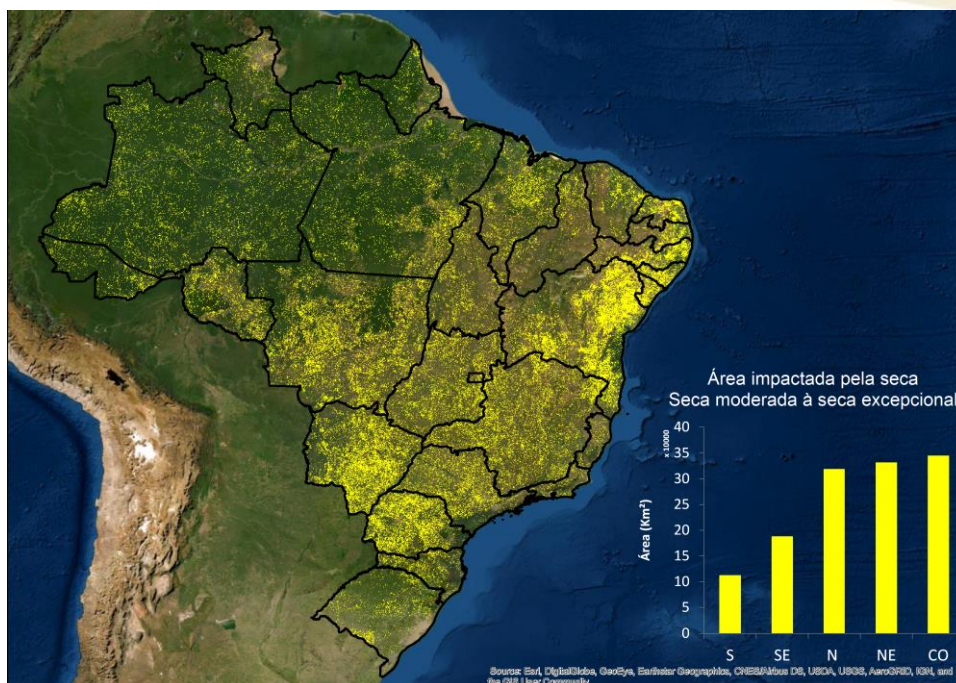 Área impactada pela seca
Seca moderada à seca excepcional
x 10000
Área (Km²)
40
35
30
25
20
15
10
5
0
S SE N NE CO
Source: Esri, DigitalGlobe, GeoEye, Earthstar Geographics, CNES/Airbus DS, USDA, USGS, AeroGRID, IGN, and
the GIS User Community